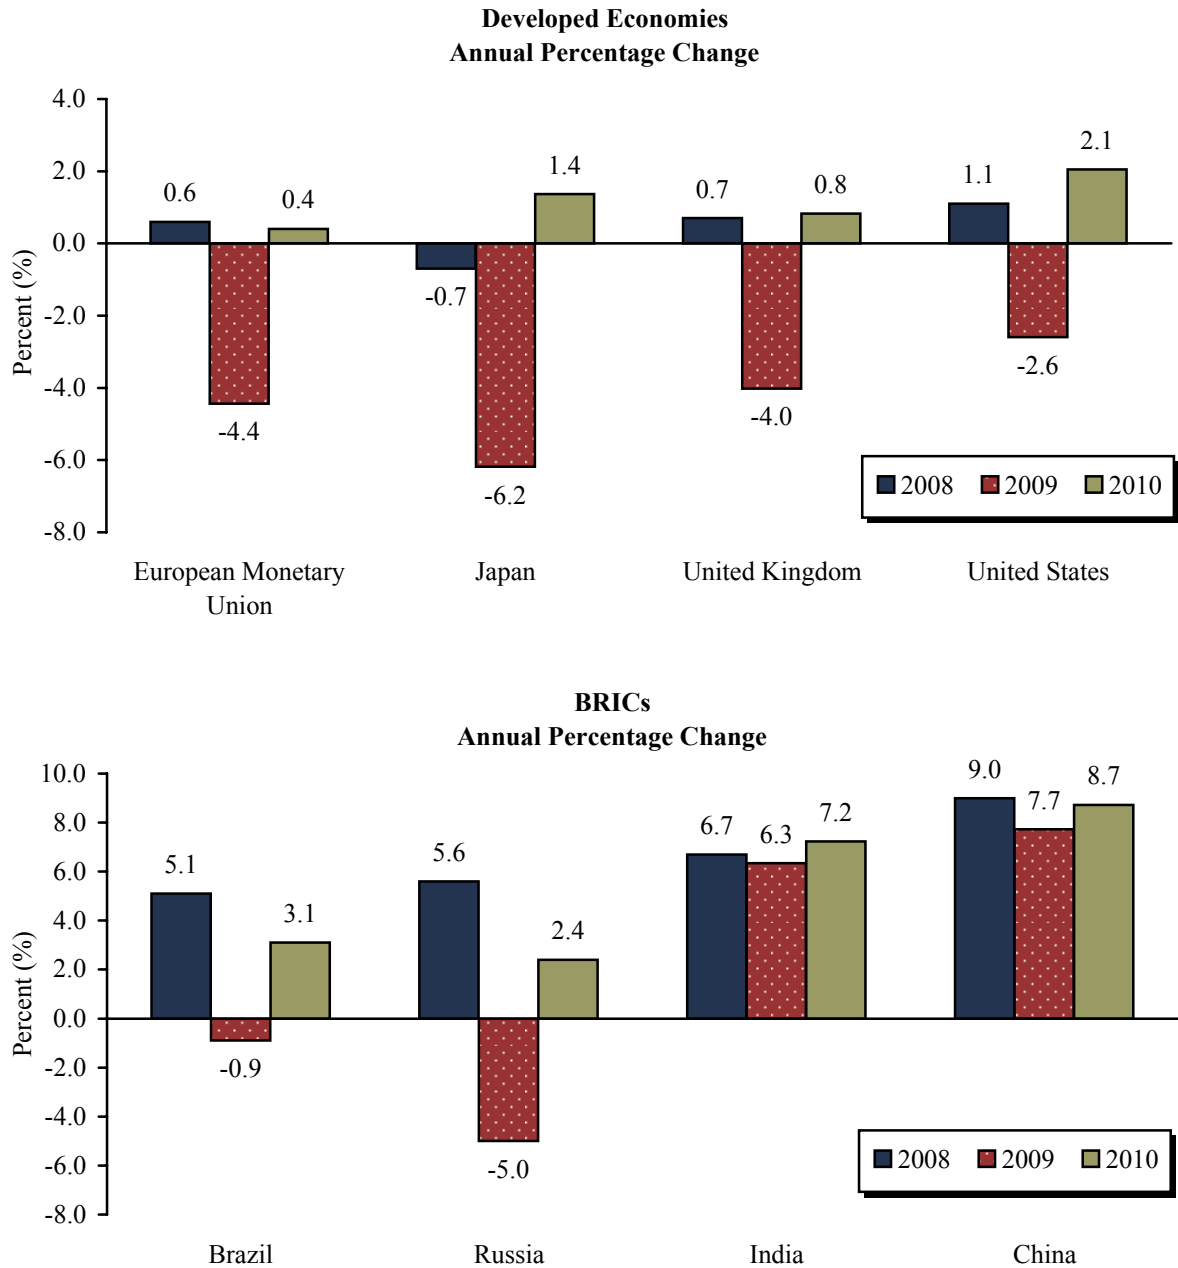 Developed Economies
Annual Percentage Change
Percent (%)
4.0
2.0
0.0
-2.0
-4.0
-6.0
-8.0
0.6
-4.4
0.4
-0.7
-6.2
1.4
0.7
-4.0
0.8
1.1
-2.6
2.1
2008 2009 2010
European Monetary
Union
Japan
United Kingdom
United States
BRICs
Annual Percentage Change
Percent (%)
10.0
8.0
6.0
4.0
2.0
0.0
-2.0
-4.0
-6.0
-8.0
5.1
-0.9
3.1
5.6
-5.0
2.4
6.7
6.3
7.2
9.0
7.7
8.7
2008 2009 2010
Brazil
Russia
India
China